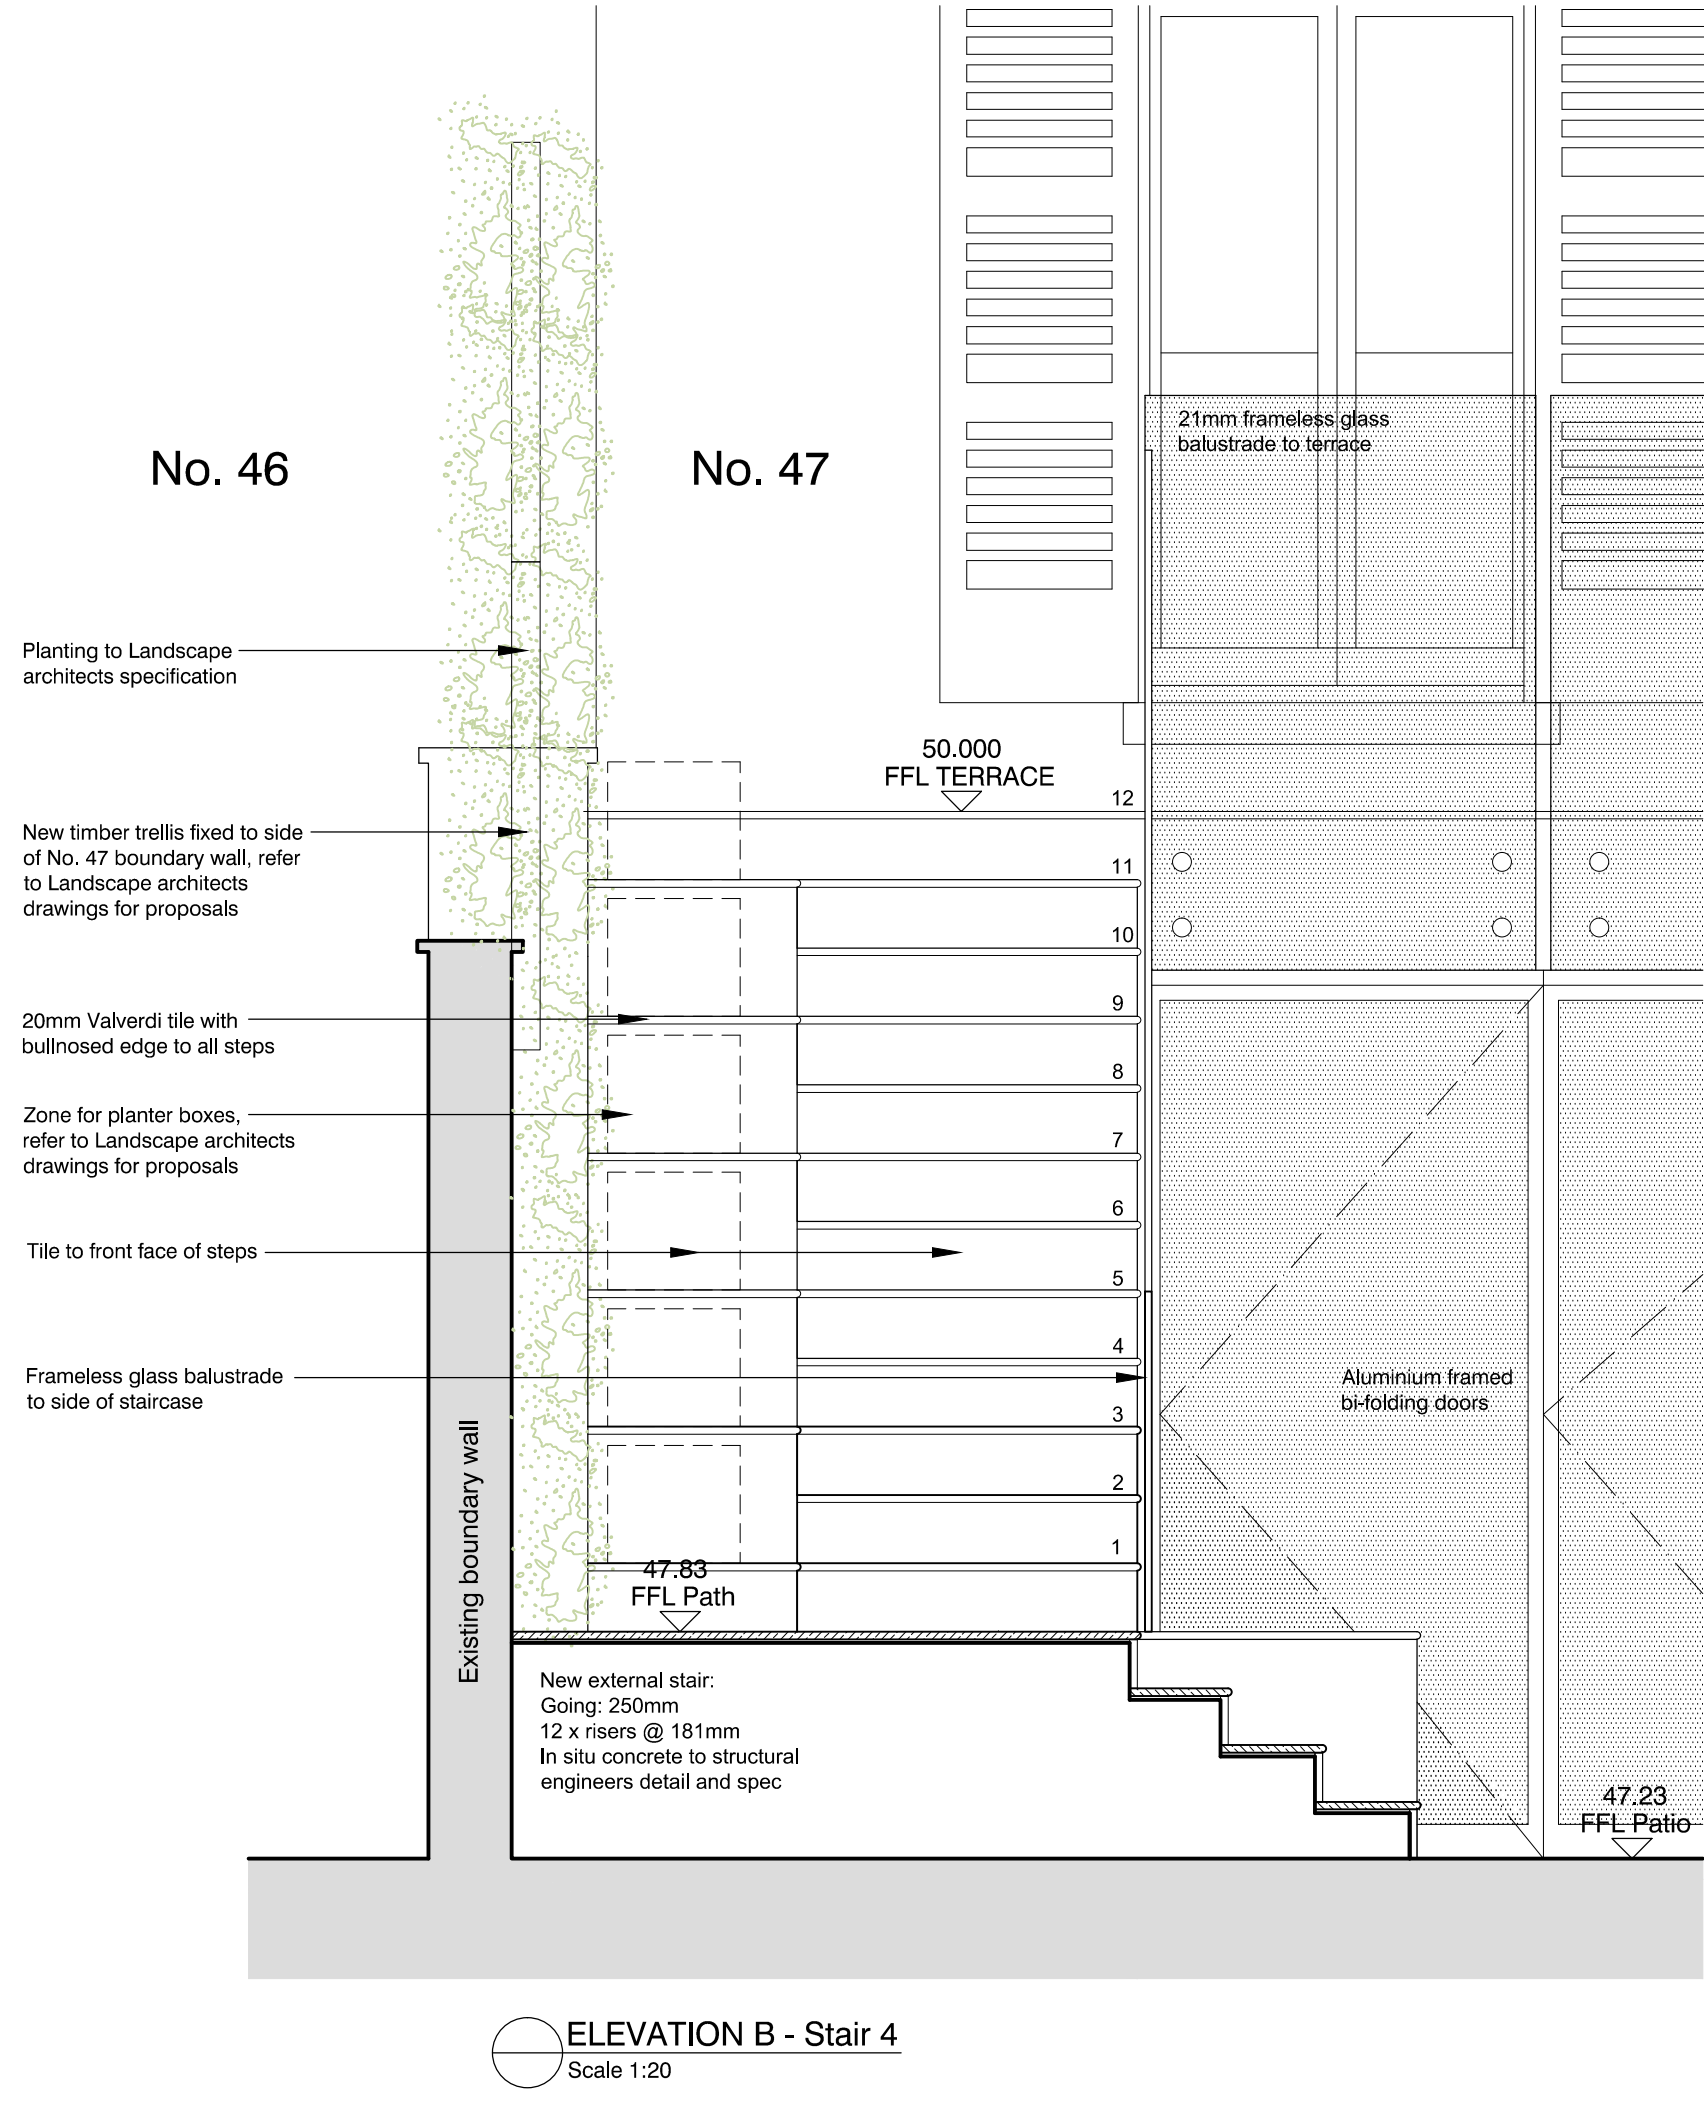 21mm frameless glass
balustrade to terrace
No. 46
No. 47
Planting to Landscape
architects specification
50.000
FFL TERRACE
12
New timber trellis fixed to side
of No. 47 boundary wall, refer
to Landscape architects
drawings for proposals
11
10
20mm Valverdi tile with
bullnosed edge to all steps
9
8
Zone for planter boxes,
refer to Landscape architects
drawings for proposals
7
6
Tile to front face of steps
5
4
Frameless glass balustrade
to side of staircase
Aluminium framed
bi-folding doors
3
2
1
Existing boundary wall
47.83
FFL Path
New external stair:
Going: 250mm
12 x risers @ 181mm
In situ concrete to structural
engineers detail and spec
47.23
FFL Patio
ELEVATION B - Stair 4
Scale 1:20